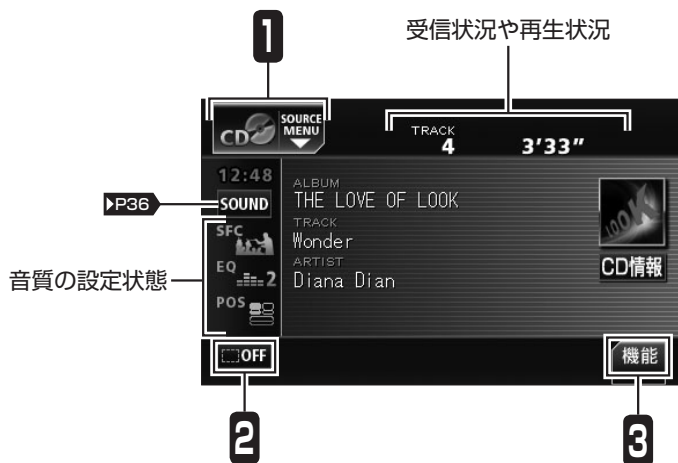 1
受信状況や再生状況
CD
SOURCE
MENU
TRACK
4 3'33"
12:48
ALBUM
THE LOVE OF LOOK
▶P36
SOUND
TRACK
Wonder
LOOK
SFC
ARTIST
Diana Dian
CD情報
音質の設定状態
EQ
2
POS
OFF
機能
2
3